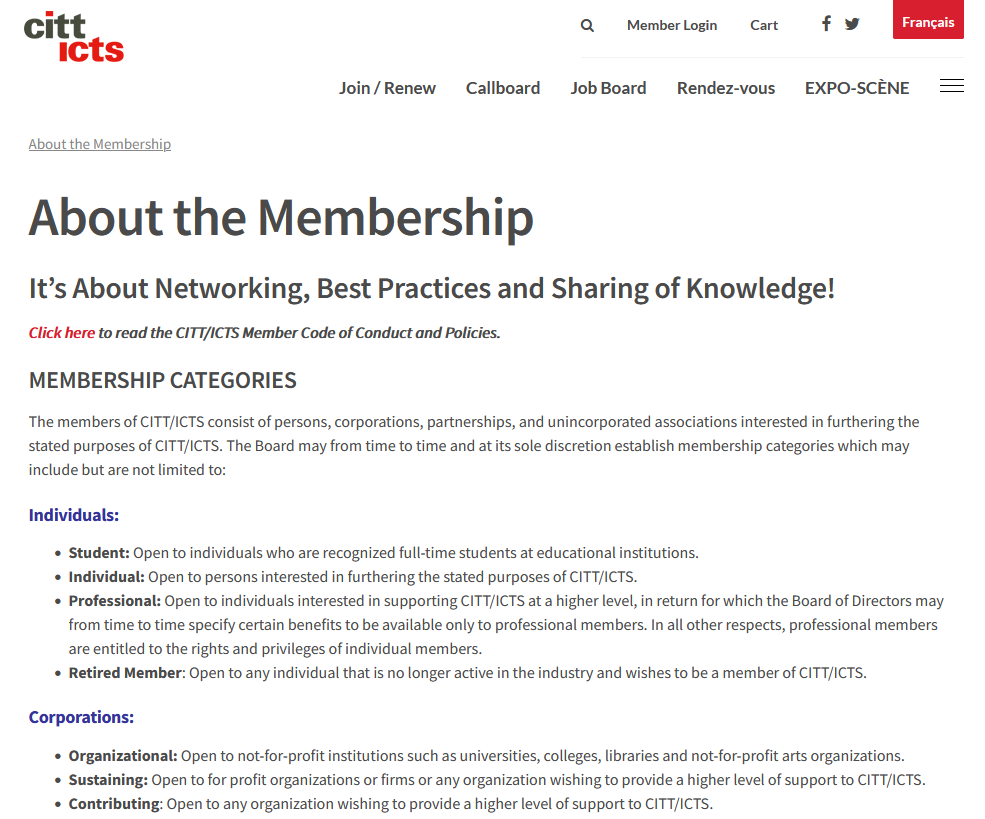 citt
icts
Member Login
Cart
Français
Join / Renew
Callboard
Job Board
Rendez-vous
EXPO-SCÈNE
About the Membership
About the Membership
It's About Networking, Best Practices and Sharing of Knowledge!
Click here to read the CITT/ICTS Member Code of Conduct and Policies.
MEMBERSHIP CATEGORIES
The members of CITT/ICTS consist of persons, corporations, partnerships, and unincorporated associations interested in furthering the
stated purposes of CITT/ICTS. The Board may from time to time and at its sole discretion establish membership categories which may
include but are not limited to:
Individuals:
• Student: Open to individuals who are recognized full-time students at educational institutions.
• Individual: Open to persons interested in furthering the stated purposes of CITT/ICTS.
• Professional: Open to individuals interested in supporting CITT/ICTS at a higher level, in return for which the Board of Directors may
from time to time specify certain benefits to be available only to professional members. In all other respects, professional members
are entitled to the rights and privileges of individual members.
• Retired Member: Open to any individual that is no longer active in the industry and wishes to be a member of CITT/ICTS.
Corporations:
• Organizational: Open to not-for-profit institutions such as universities, colleges, libraries and not-for-profit arts organizations.
• Sustaining: Open to for profit organizations or firms or any organization wishing to provide a higher level of support to CITT/ICTS.
• Contributing: Open to any organization wishing to provide a higher level of support to CITT/ICTS.